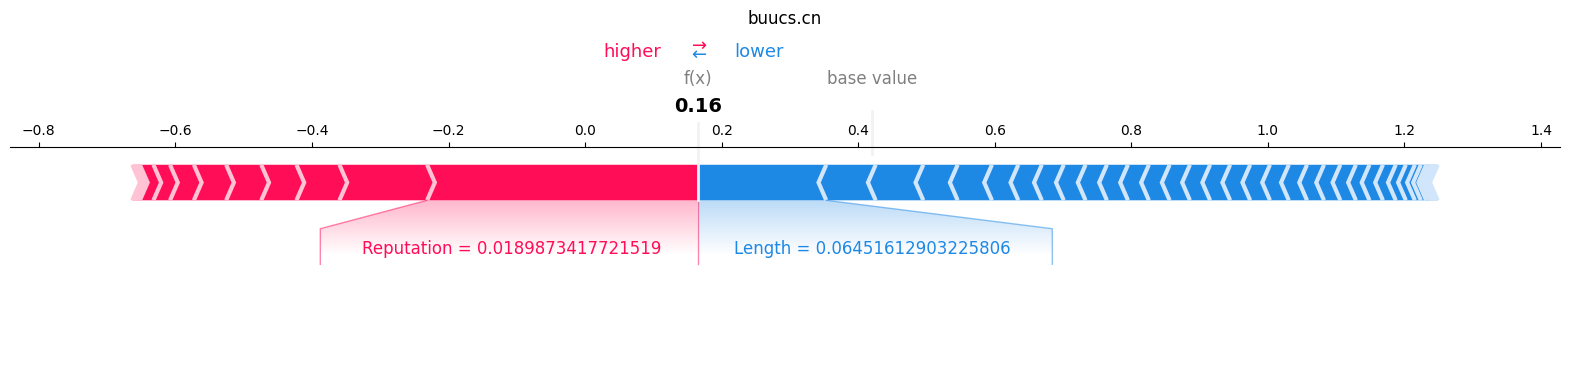 buucs.cn
higher ⇄ lower
f(x) base value
0.16
−0.8 −0.6 −0.4 −0.2 0.0 0.2 0.4 0.6 0.8 1.0 1.2 1.4
Reputation = 0.0189873417721519 Length = 0.06451612903225806